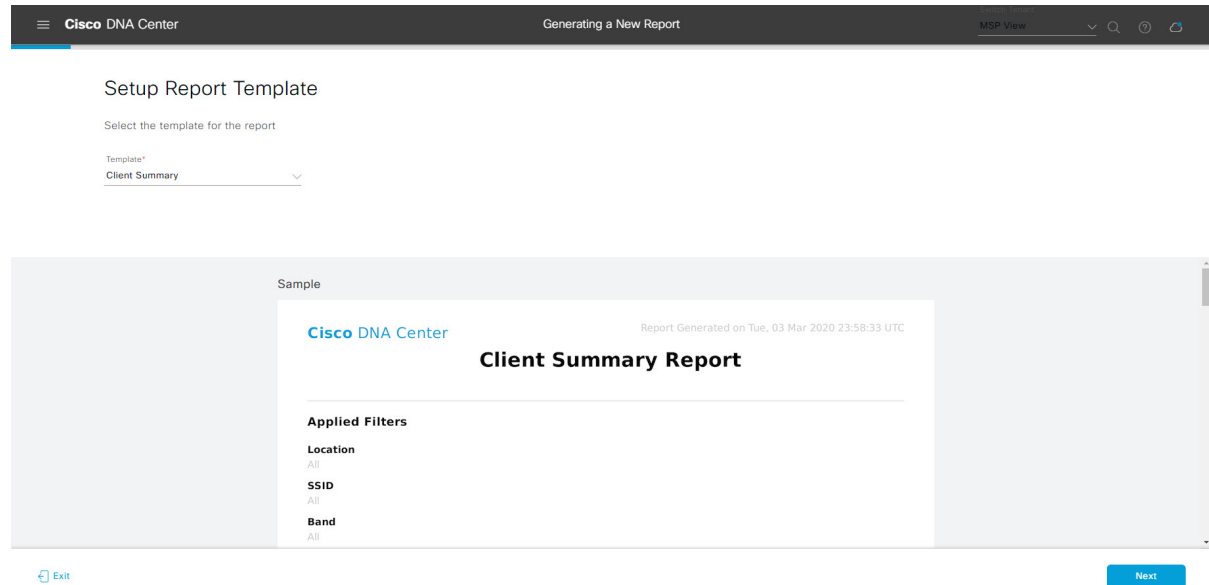 Cisco DNA Center
Generating a New Report
MSP View
Setup Report Template
Select the template for the report
Template*
Client Summary
Sample
Cisco DNA Center
Report Generated on Tue, 03 Mar 2020 23:58:33 UTC
Client Summary Report
Applied Filters
Location
All
SSID
All
Band
All
Exit
Next